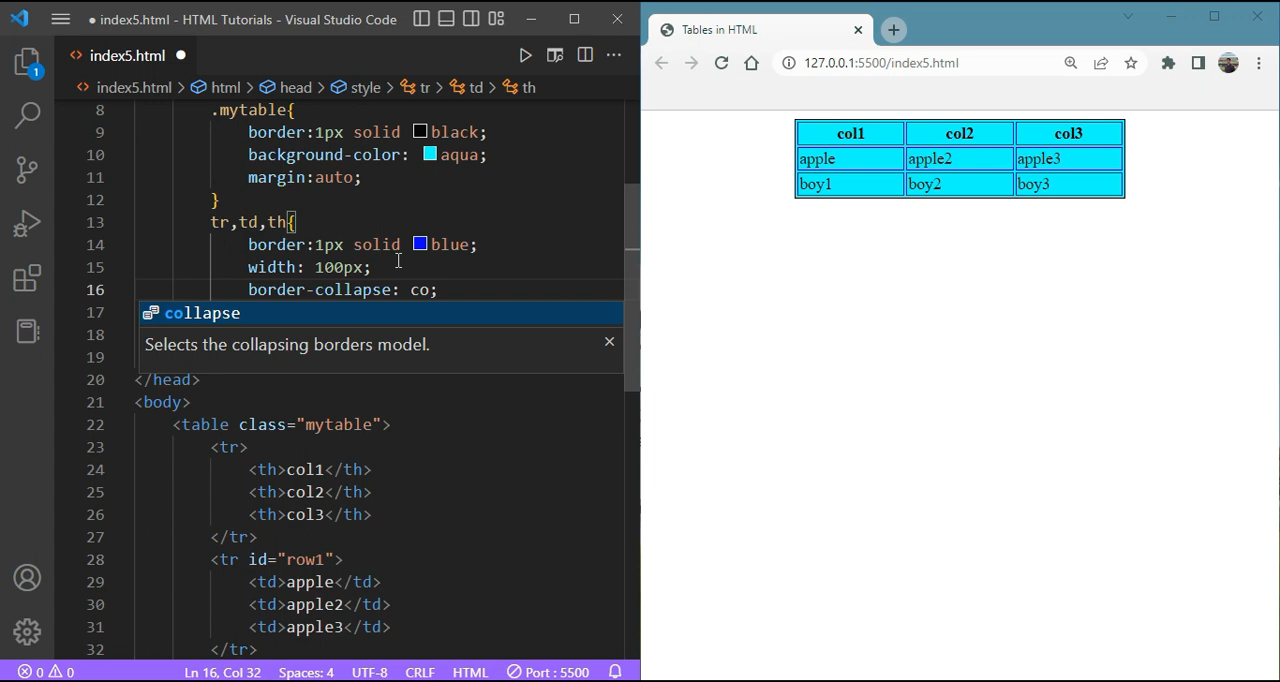 ● index5.html - HTML Tutorials - Visual Studio Code
index5.html ●
1
index5.html > html > head > style > tr > td > th
8 .mytable{
9 border:1px solid black;
10 background-color: aqua;
11 margin:auto;
12 }
13 tr,td,th{
14 border:1px solid blue;
15 width: 100px;
16 border-collapse: co;
17 collapse
18 Selects the collapsing borders model. ×
19
20 </head>
21 <body>
22 <table class="mytable">
23 <tr>
24 <th>col1</th>
25 <th>col2</th>
26 <th>col3</th>
27 </tr>
28 <tr id="row1">
29 <td>apple</td>
30 <td>apple2</td>
31 <td>apple3</td>
32 </tr>
0 0 Ln 16, Col 32 Spaces: 4 UTF-8 CRLF HTML Port : 5500
Tables in HTML
127.0.0.1:5500/index5.html
col1 col2 col3
apple apple2 apple3
boy1 boy2 boy3